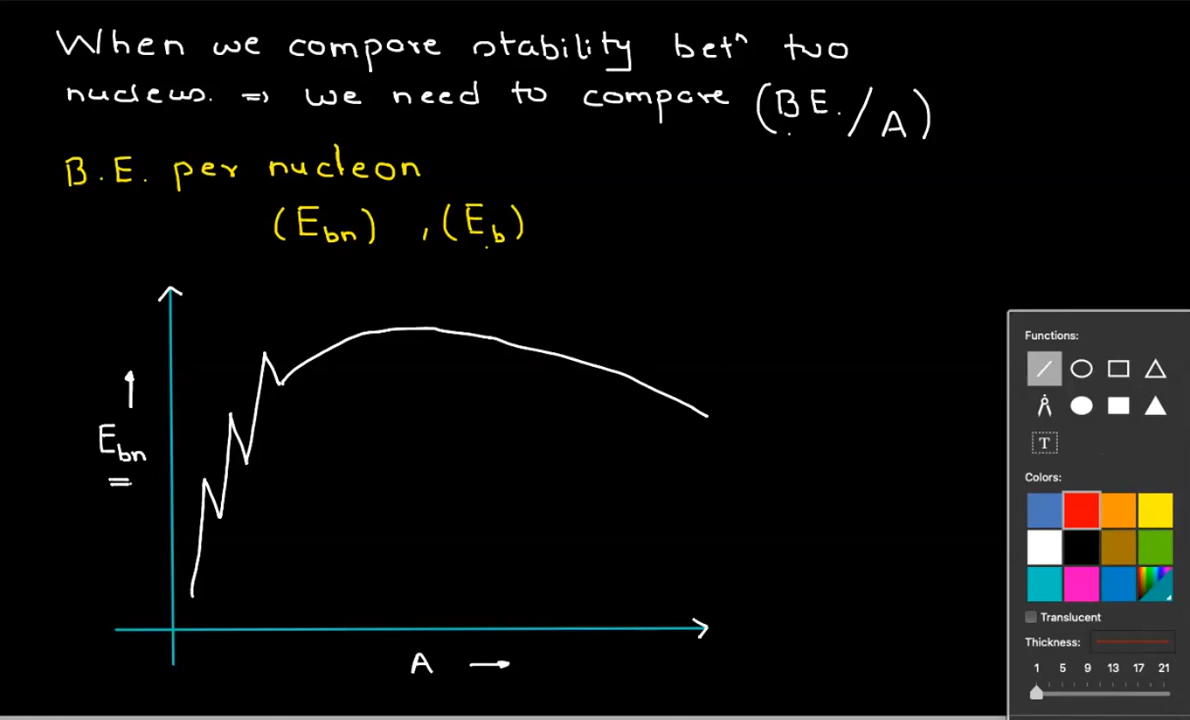 When we compare stability betⁿ two
nucleus. ⇒ we need to compare (B.E./A)
B.E. per nucleon
(Ebn) , (Eb)
↑
Ebn
A →
Functions:
T
Colors:
Translucent
Thickness:
1 5 9 13 17 21